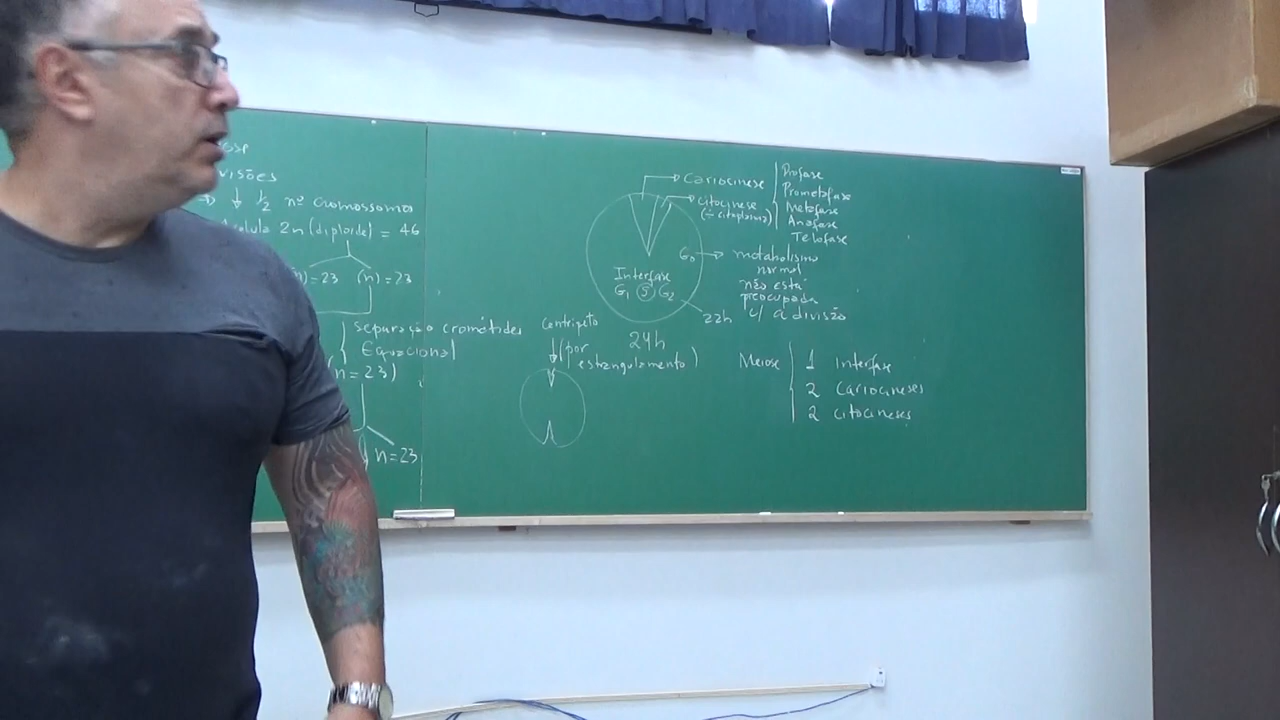 visões
↓ 1/2 nº cromossomos
célula 2n (diploide) = 46
(n)=23 (n)=23
separação cromátides
Equacional
(n=23)
n=23
Cariocinese
citocinese
(÷ citoplasma)
Prófase
Prometáfase
Metáfase
Anáfase
Telófase
G0 → metabolismo
normal
não está
preocupada
c/ a divisão
Interfase
G1 S G2
22h
24h
Centrípeto
(por
estrangulamento)
Meiose
1 Interfase
2 Cariocineses
2 citocineses